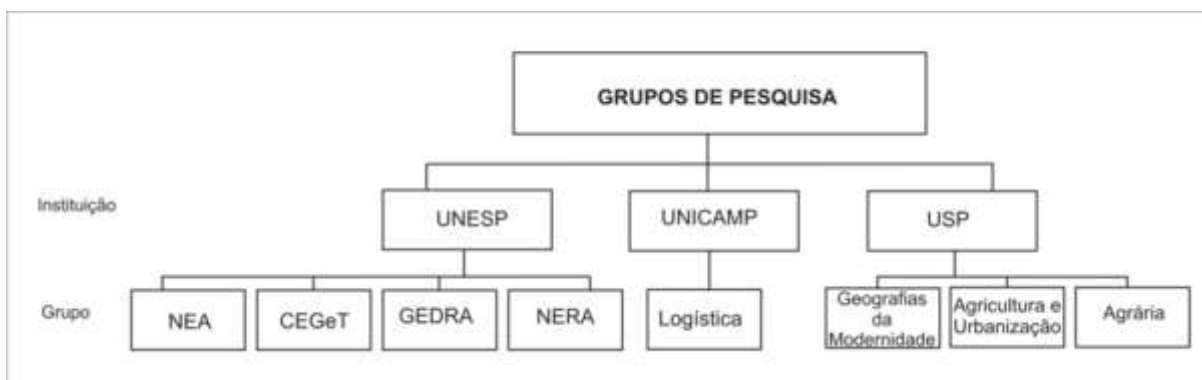 GRUPOS DE PESQUISA
Instituição
UNESP
UNICAMP
USP
Grupo
NEA
CEGeT
GEDRA
NERA
Logística
Geografias
da
Modernidade
Agricultura e
Urbanização
Agrária